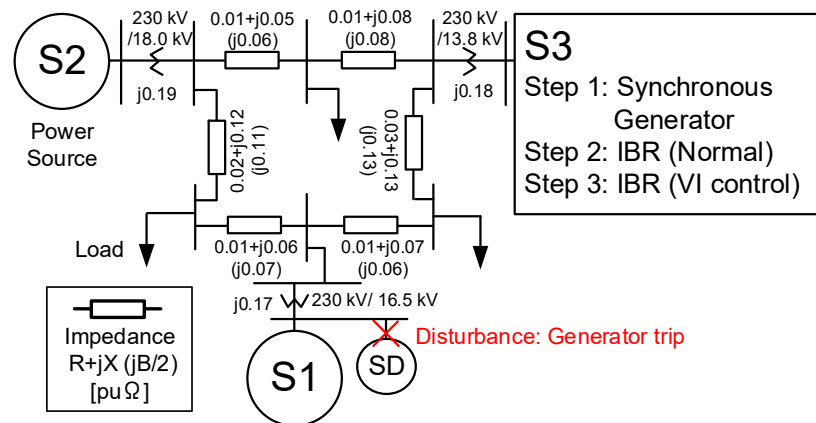 230 kV
/18.0 kV
0.01+j0.05
(j0.06)
0.01+j0.08
(j0.08)
230 kV
/13.8 kV
S2
j0.19
j0.18
Power
Source
S3
Step 1: Synchronous
Generator
Step 2: IBR (Normal)
Step 3: IBR (VI control)
0.02+j0.12
(j0.11)
0.03+j0.13
(j0.13)
Load
0.01+j0.06
(j0.07)
0.01+j0.07
(j0.06)
j0.17
230 kV/ 16.5 kV
Impedance
R+jX (jB/2)
[puΩ]
Disturbance: Generator trip
S1
SD